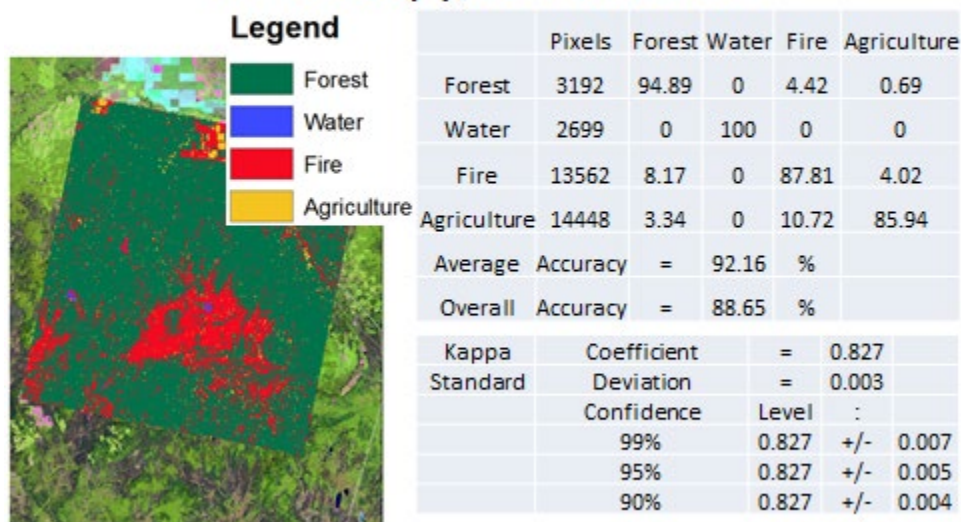 Legend
Forest
Water
Fire
Agriculture
Pixels Forest Water Fire Agriculture
Forest 3192 94.89 0 4.42 0.69
Water 2699 0 100 0 0
Fire 13562 8.17 0 87.81 4.02
Agriculture 14448 3.34 0 10.72 85.94
Average Accuracy = 92.16 %
Overall Accuracy = 88.65 %
Kappa Coefficient = 0.827
Standard Deviation = 0.003
Confidence Level :
99% 0.827 +/- 0.007
95% 0.827 +/- 0.005
90% 0.827 +/- 0.004